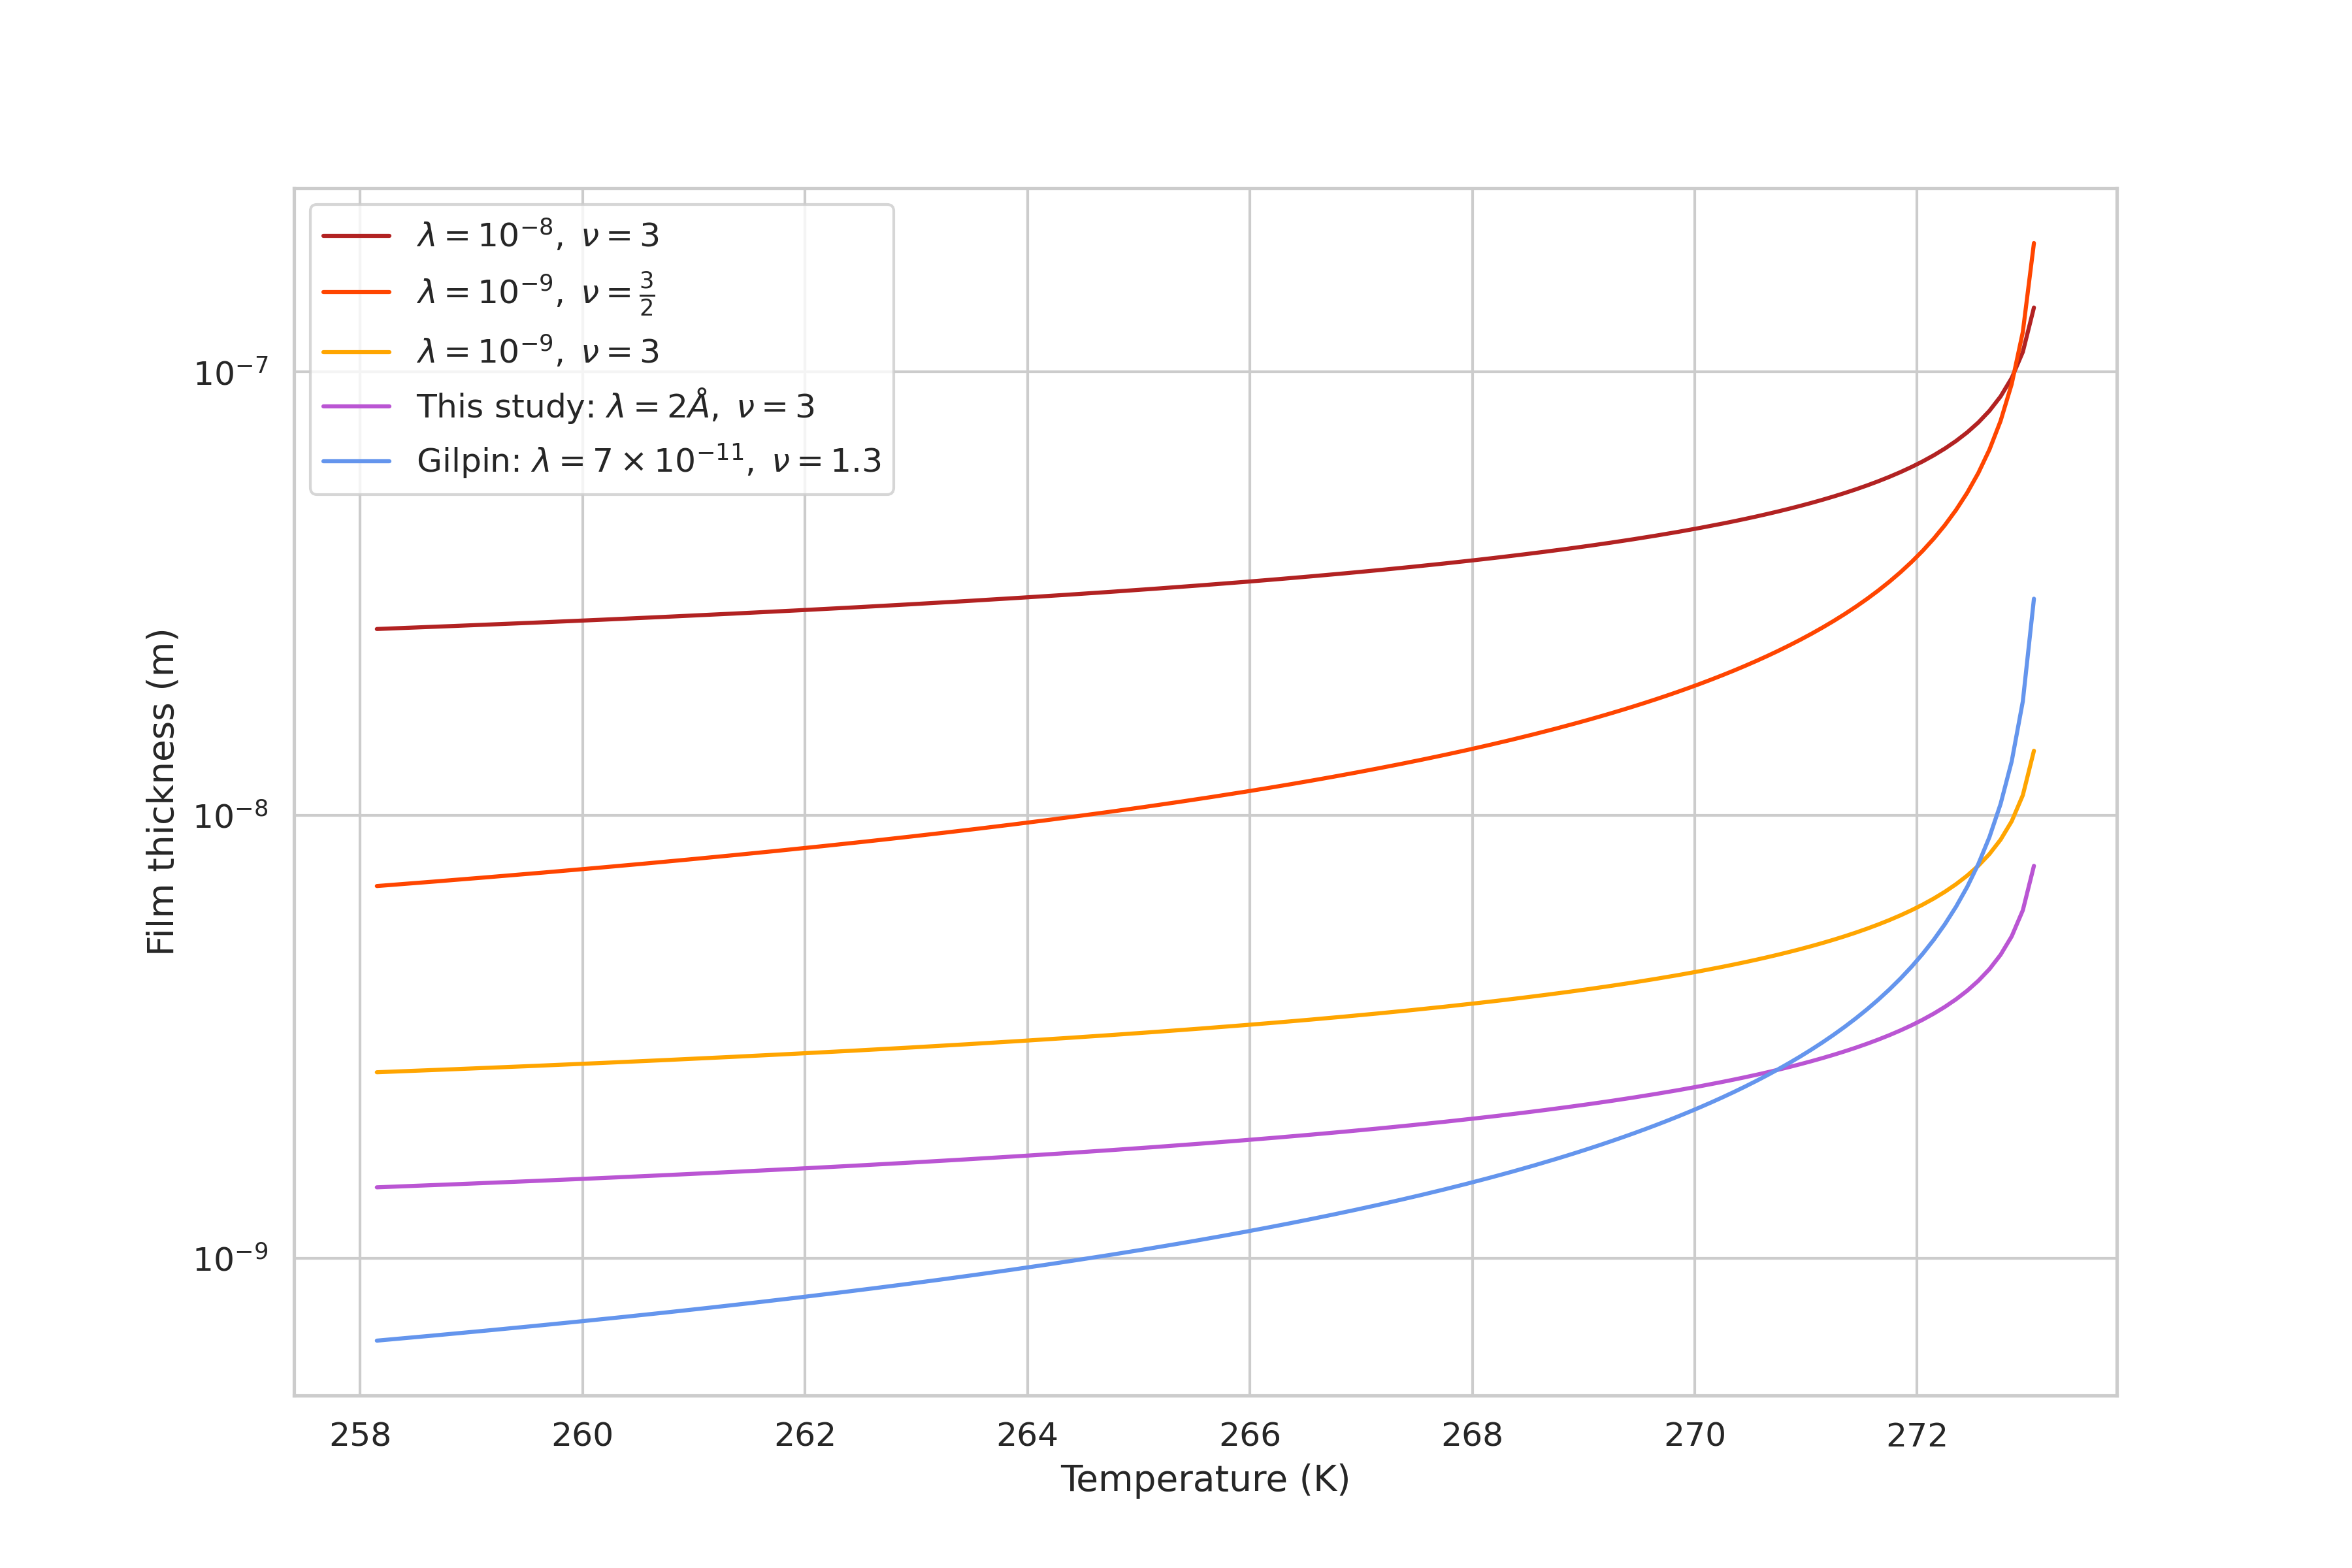 λ = 10⁻⁸, ν = 3
λ = 10⁻⁹, ν = 3/2
λ = 10⁻⁹, ν = 3
This study: λ = 2Å, ν = 3
Gilpin: λ = 7 × 10⁻¹¹, ν = 1.3
10⁻⁷
10⁻⁸
10⁻⁹
Film thickness (m)
258 260 262 264 266 268 270 272
Temperature (K)